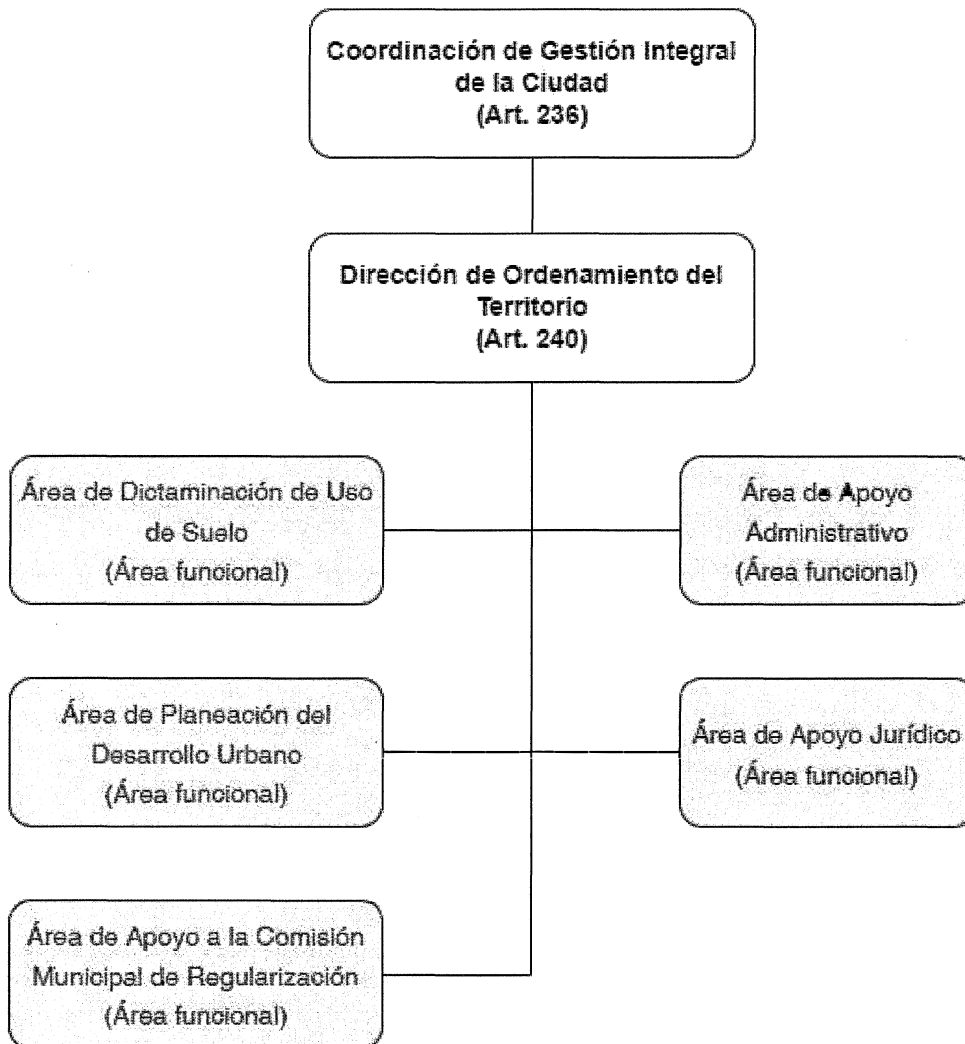 Coordinación de Gestión Integral
de la Ciudad
(Art. 236)
Dirección de Ordenamiento del
Territorio
(Art. 240)
Área de Dictaminación de Uso
de Suelo
(Área funcional)
Área de Apoyo
Administrativo
(Área funcional)
Área de Planeación del
Desarrollo Urbano
(Área funcional)
Área de Apoyo Jurídico
(Área funcional)
Área de Apoyo a la Comisión
Municipal de Regularización
(Área funcional)